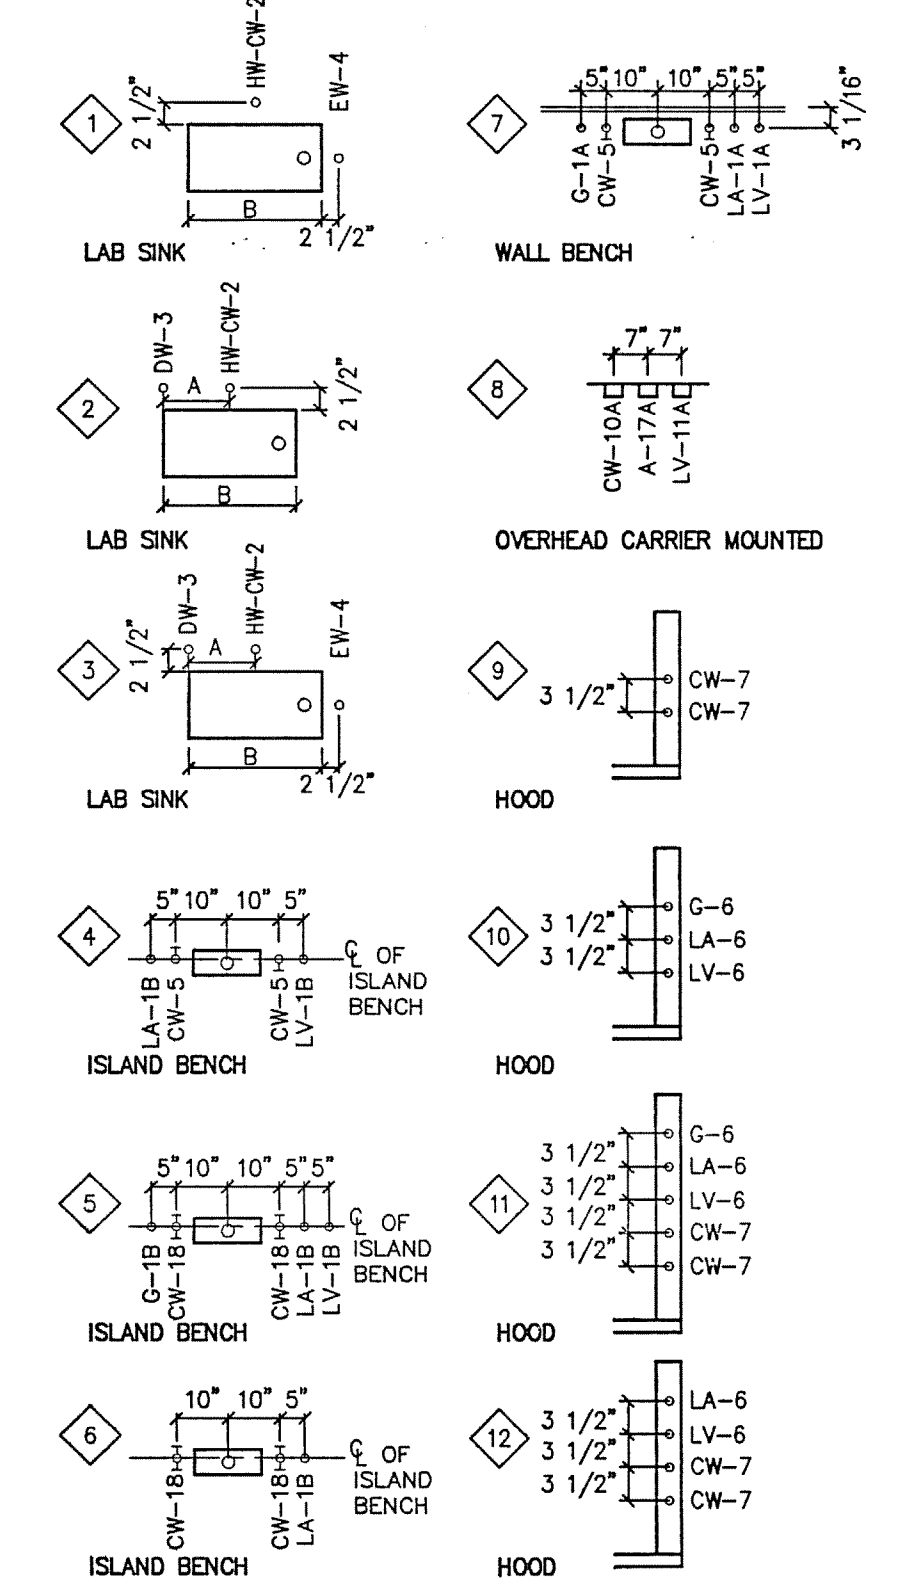 1
2 1/2"
HW-CW-2
EW-4
B
2 1/2"
LAB SINK
2
DW-3
HW-CW-2
A
2 1/2"
B
LAB SINK
3
2 1/2"
DW-3
A
HW-CW-2
EW-4
B
2 1/2"
LAB SINK
4
5" 10" 10" 5"
LA-1B
CW-5
CW-5
LV-1B
℄ OF
ISLAND
BENCH
ISLAND BENCH
5
5" 10" 10" 5" 5"
G-1B
CW-18
CW-18
LA-1B
LV-1B
℄ OF
ISLAND
BENCH
ISLAND BENCH
6
10" 10" 5"
CW-18
CW-18
LA-1B
℄ OF
ISLAND
BENCH
ISLAND BENCH
7
5" 10" 10" 5" 5"
3 1/16"
G-1A
CW-5
CW-5
LA-1A
LV-1A
WALL BENCH
8
7" 7"
CW-10A
A-17A
LV-11A
OVERHEAD CARRIER MOUNTED
9
3 1/2"
CW-7
CW-7
HOOD
10
3 1/2"
3 1/2"
G-6
LA-6
LV-6
HOOD
11
3 1/2"
3 1/2"
3 1/2"
3 1/2"
G-6
LA-6
LV-6
CW-7
CW-7
HOOD
12
3 1/2"
3 1/2"
3 1/2"
LA-6
LV-6
CW-7
CW-7
HOOD